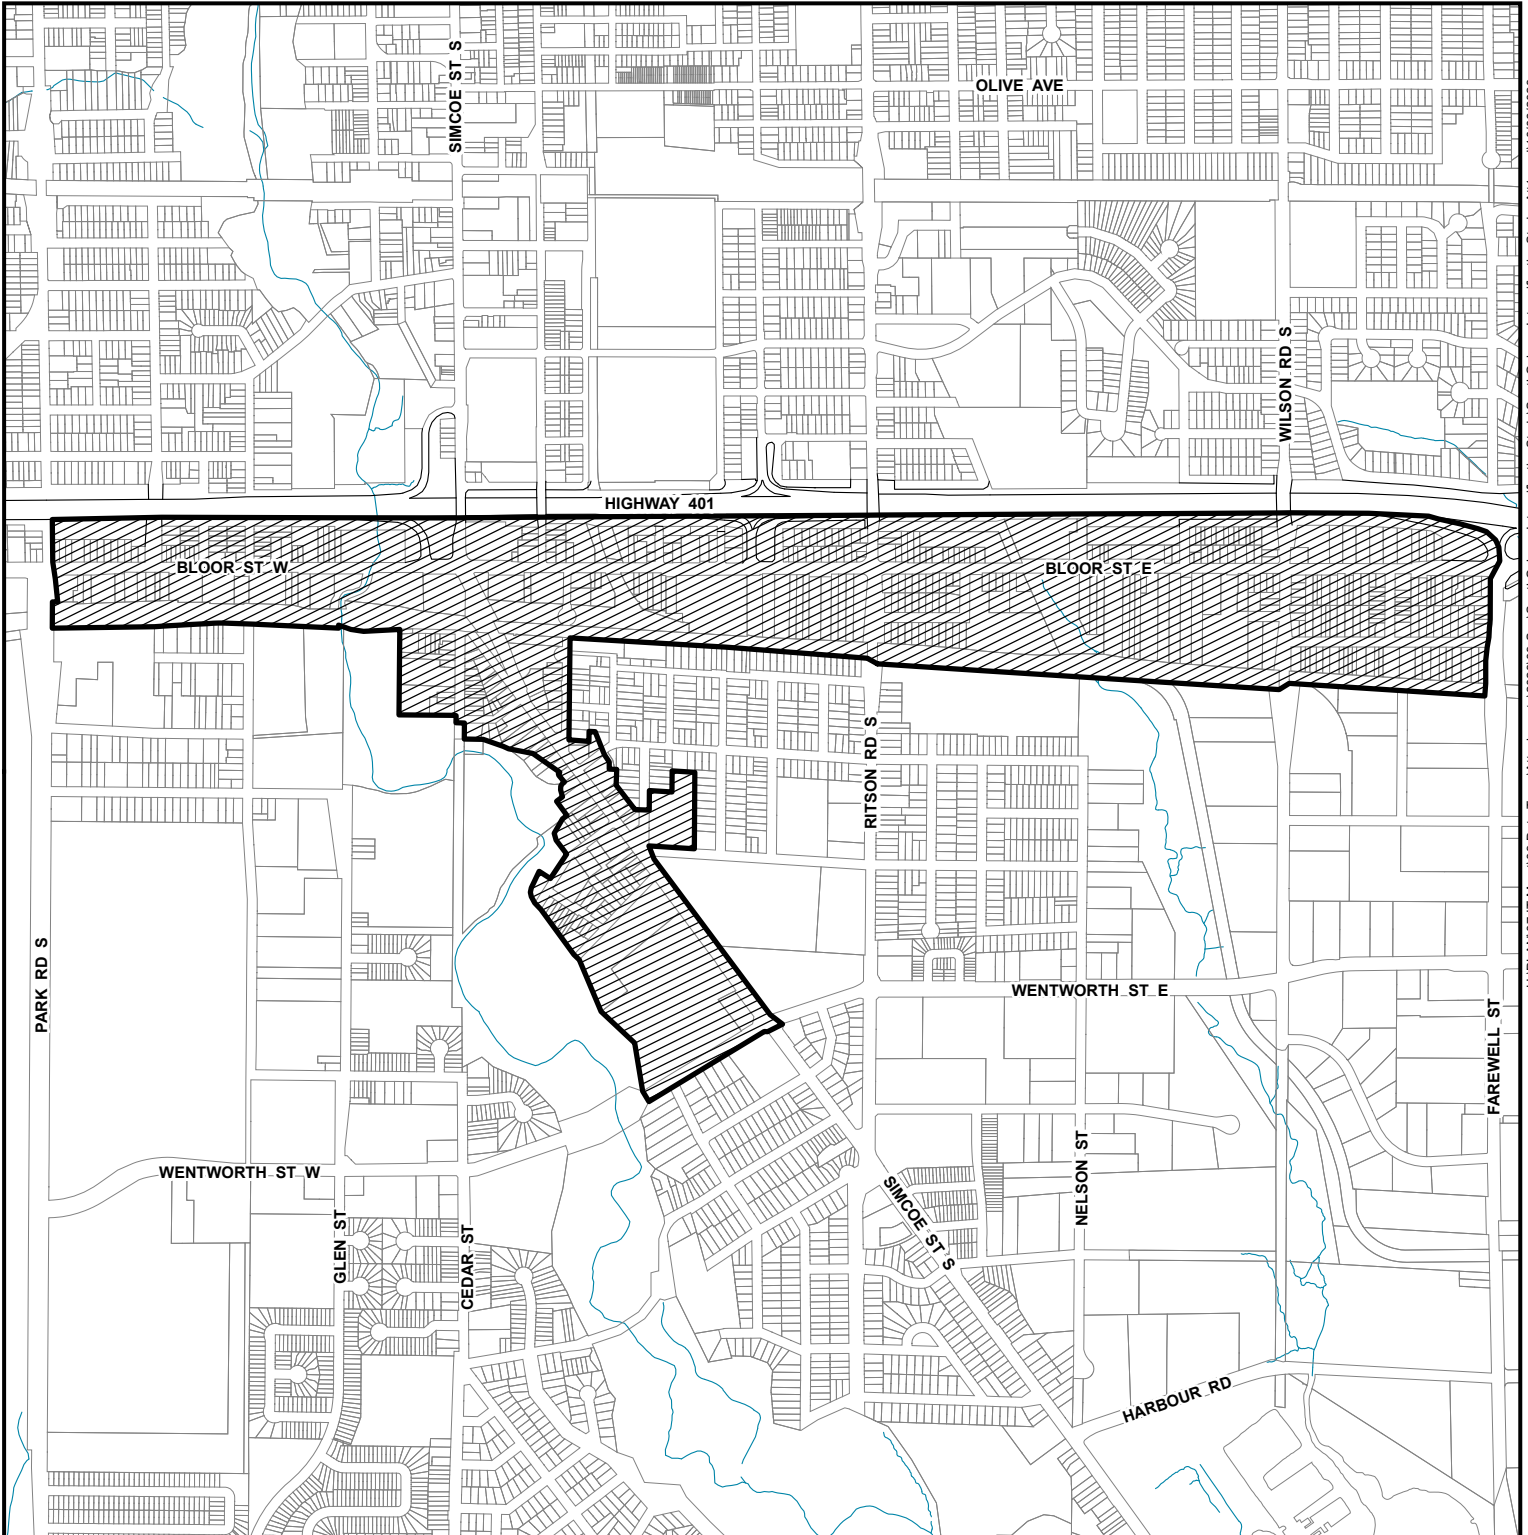 SIMCOE ST S
OLIVE AVE
WILSON RD S
HIGHWAY 401
BLOOR ST W
BLOOR ST E
RITSON RD S
PARK RD S
WENTWORTH ST E
FAREWELL ST
WENTWORTH ST W
NELSON ST
SIMCOE ST S
GLEN ST
CEDAR ST
HARBOUR RD